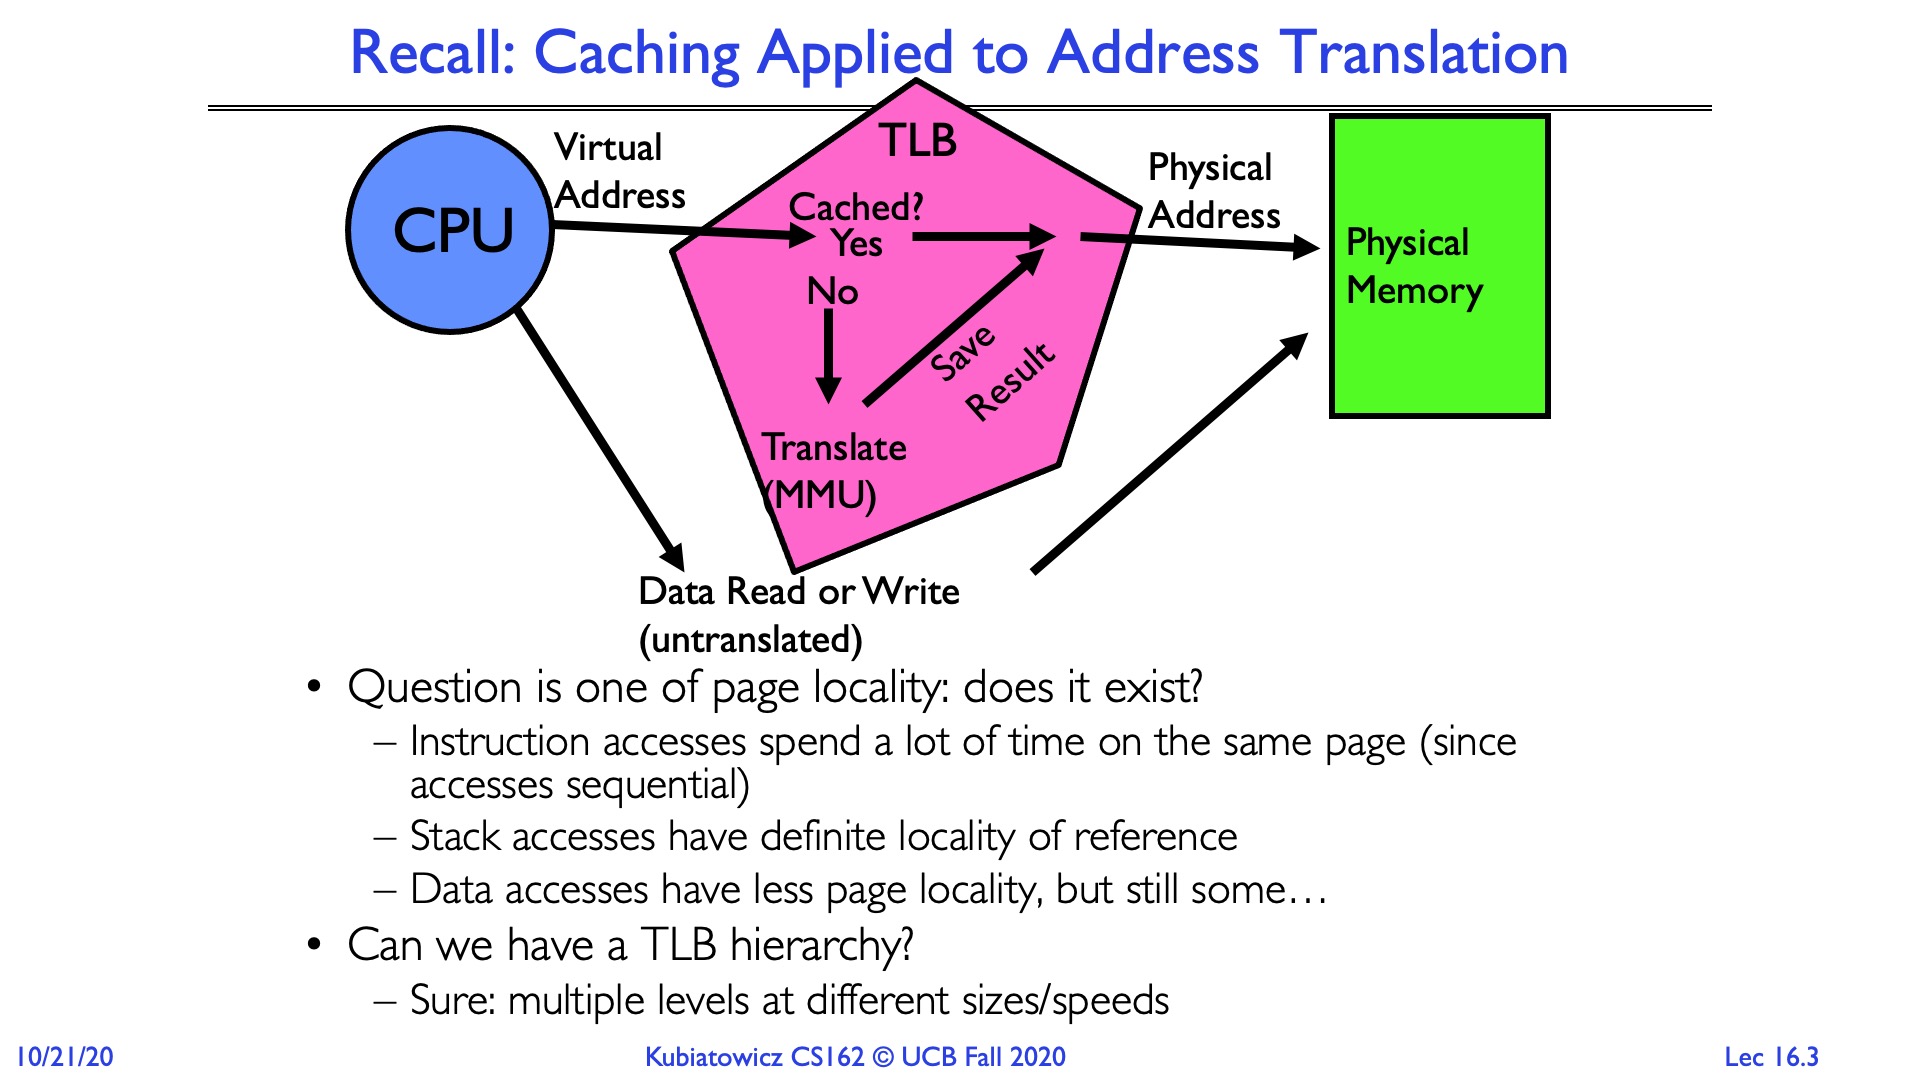 Recall: Caching Applied to Address Translation
Virtual
Address
CPU
TLB
Cached?
Yes
No
Save
Result
Translate
(MMU)
Physical
Address
Physical
Memory
Data Read or Write
(untranslated)
• Question is one of page locality: does it exist?
– Instruction accesses spend a lot of time on the same page (since
accesses sequential)
– Stack accesses have definite locality of reference
– Data accesses have less page locality, but still some…
• Can we have a TLB hierarchy?
– Sure: multiple levels at different sizes/speeds
10/21/20
Kubiatowicz CS162 © UCB Fall 2020
Lec 16.3